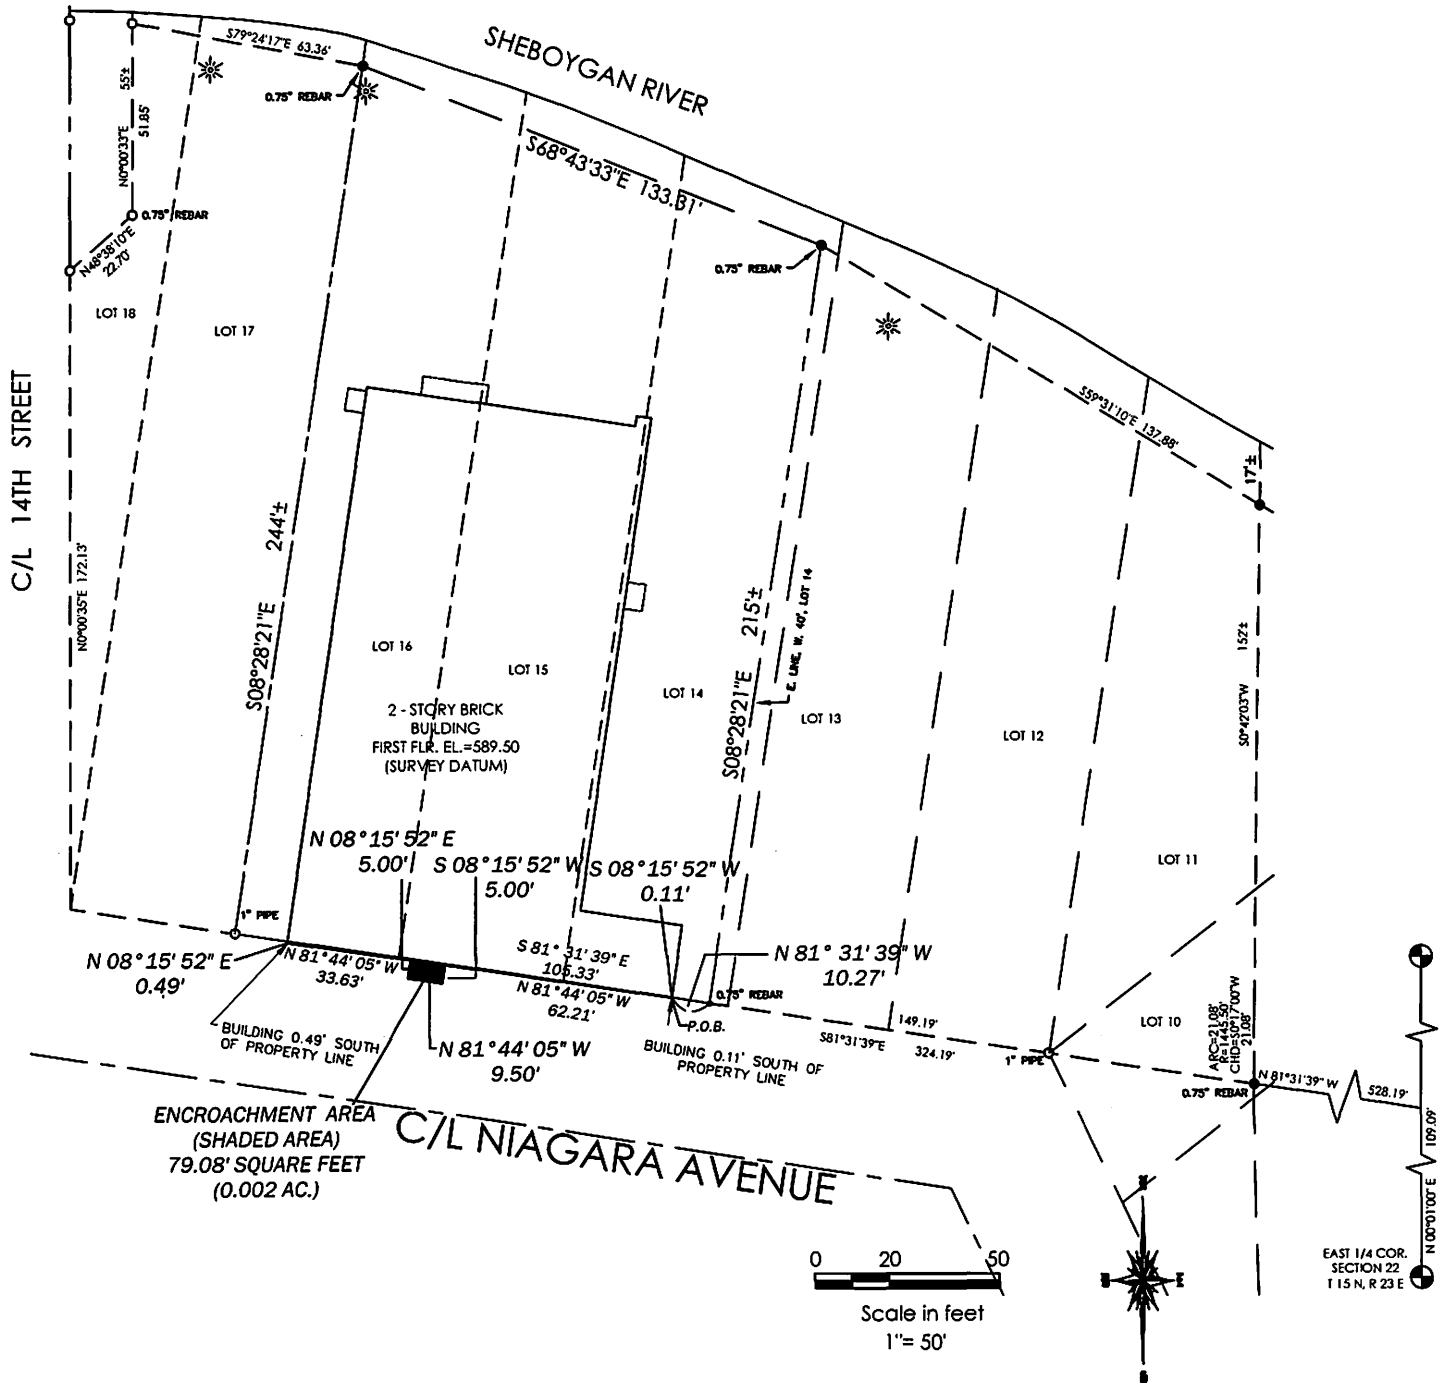 SHEBOYGAN RIVER
S79°24'17"E 63.36'
0.75" REBAR
55'±
N0°00'33"E
51.85'
0.75" REBAR
N48°38'10"E
22.70'
S68°43'33"E 133.81'
0.75" REBAR
LOT 18
LOT 17
C/L 14TH STREET
N0°00'35"E 172.13'
S59°31'10"E 137.88'
17'±
244'±
S08°28'21"E
215'±
S08°28'21"E
E. LINE, W. 40', LOT 14
152'±
S0°42'03"W
LOT 16
LOT 15
LOT 14
LOT 13
LOT 12
LOT 11
LOT 10
2 - STORY BRICK
BUILDING
FIRST FLR. EL.=589.50
(SURVEY DATUM)
N 08°15'52" E
5.00'
S 08°15'52" W
5.00'
S 08°15'52" W
0.11'
1" PIPE
N 08°15'52" E
0.49'
N 81°44'05" W
33.63'
S 81°31'39" E
105.33'
N 81°44'05" W
62.21'
N 81°31'39" W
10.27'
0.75" REBAR
P.O.B.
BUILDING 0.49' SOUTH
OF PROPERTY LINE
N 81°44'05" W
9.50'
BUILDING 0.11' SOUTH OF
PROPERTY LINE
149.19'
S81°31'39"E
324.19'
1" PIPE
ARC=21.08'
R=145.50'
CHD=S0°17'00"W
21.08'
0.75" REBAR
N 81°31'39" W
528.19'
N 00°01'00" E 1109.09'
ENCROACHMENT AREA
(SHADED AREA)
79.08' SQUARE FEET
(0.002 AC.)
C/L NIAGARA AVENUE
0 20 50
Scale in feet
1"= 50'
EAST 1/4 COR.
SECTION 22
T 15 N, R 23 E